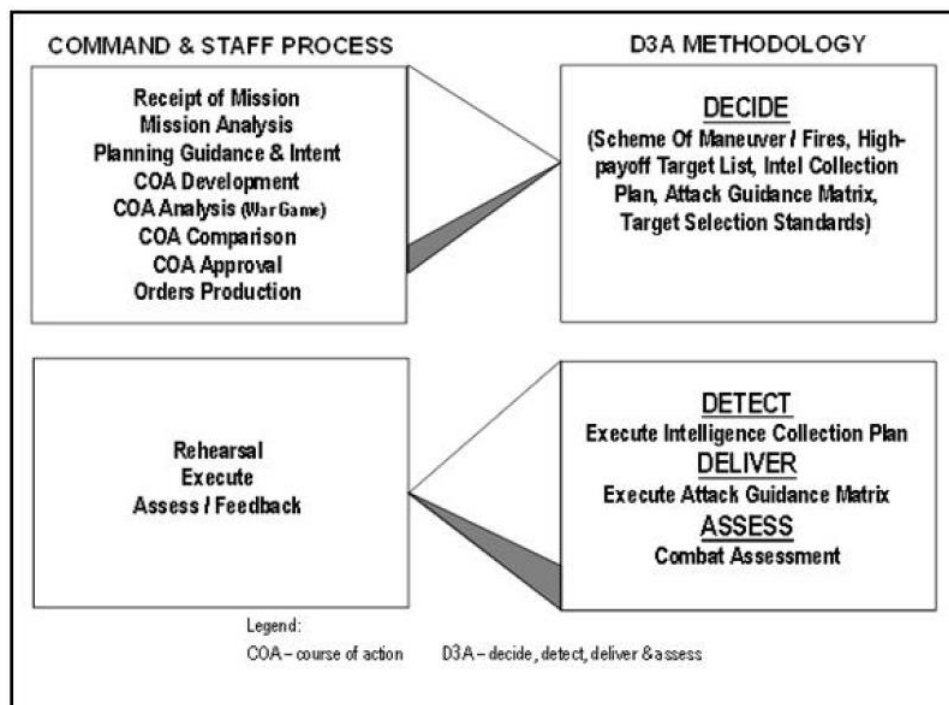 COMMAND & STAFF PROCESS
Receipt of Mission
Mission Analysis
Planning Guidance & Intent
COA Development
COA Analysis (War Game)
COA Comparison
COA Approval
Orders Production
D3A METHODOLOGY
DECIDE
(Scheme Of Maneuver / Fires, High-
payoff Target List, Intel Collection
Plan, Attack Guidance Matrix,
Target Selection Standards)
Rehearsal
Execute
Assess / Feedback
DETECT
Execute Intelligence Collection Plan
DELIVER
Execute Attack Guidance Matrix
ASSESS
Combat Assessment
Legend:
COA – course of action D3A – decide, detect, deliver & assess